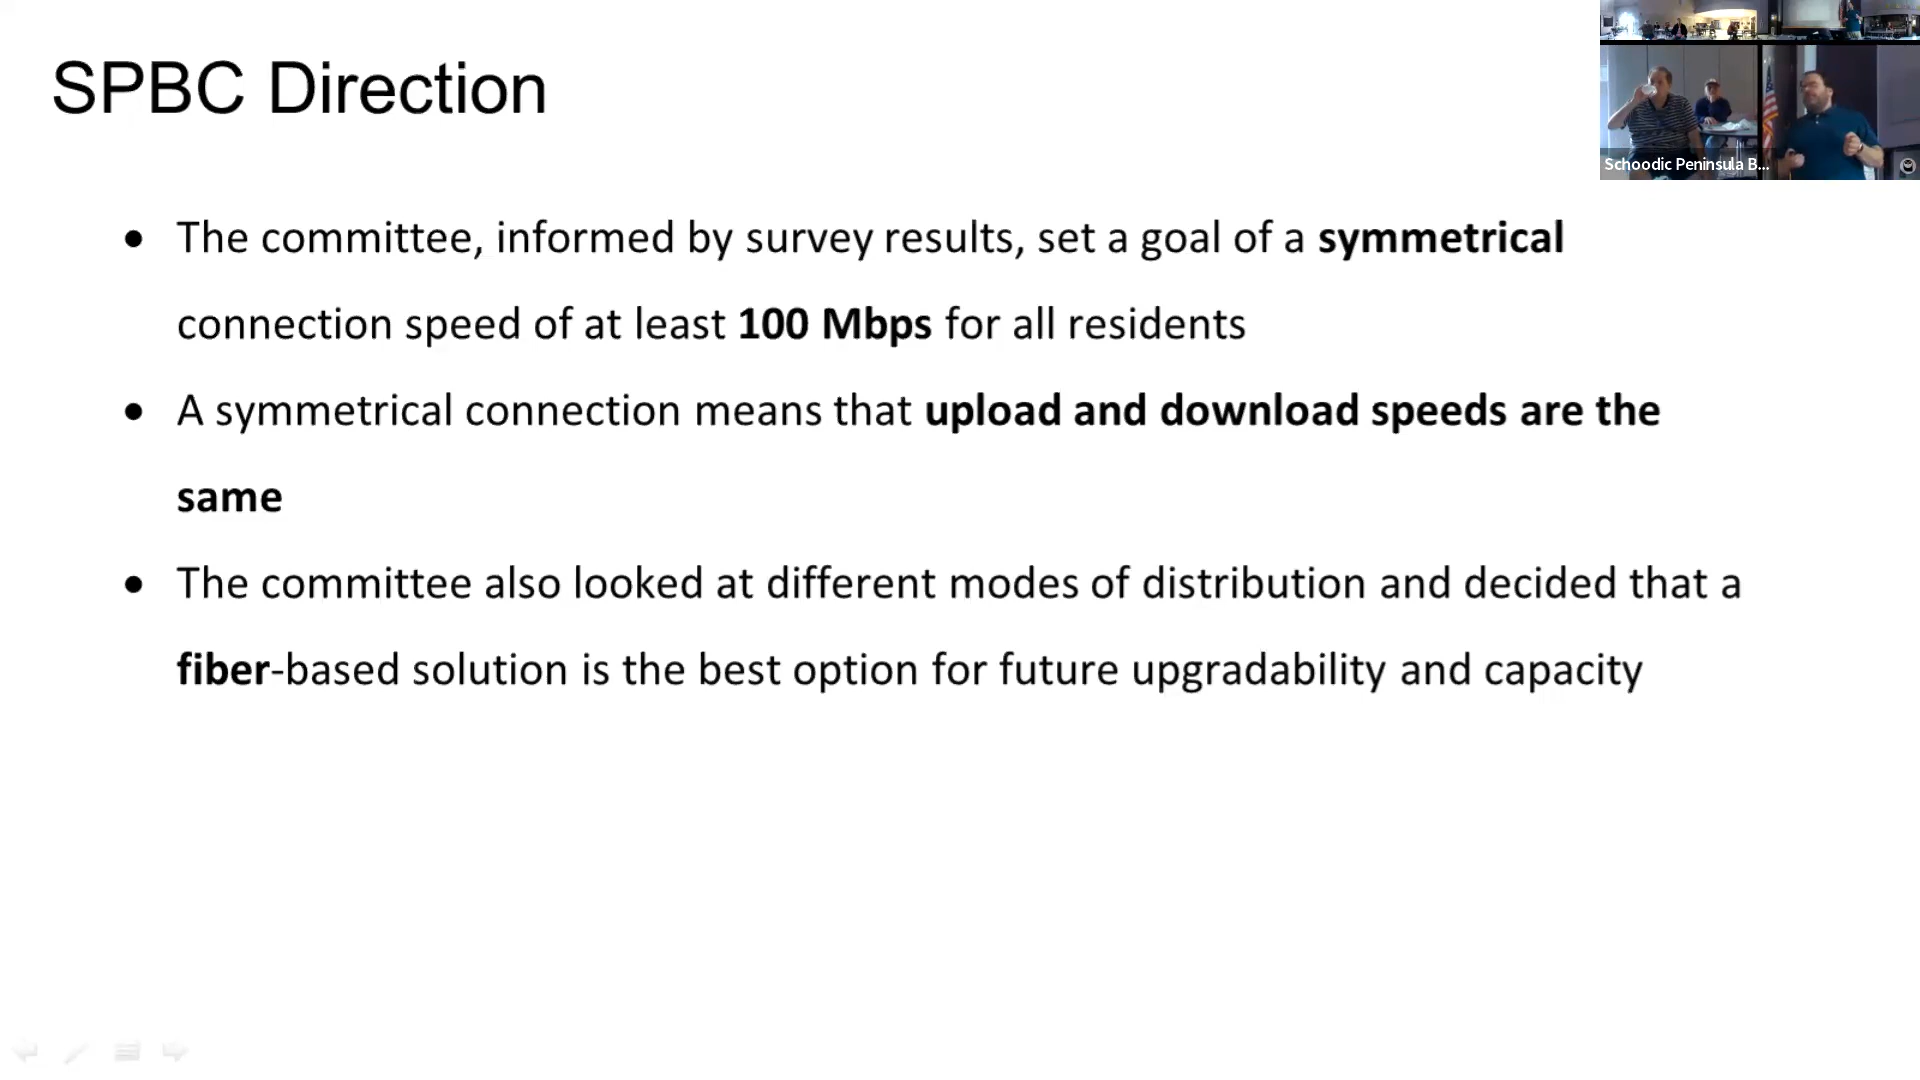 SPBC Direction
Schoodic Peninsula B...
• The committee, informed by survey results, set a goal of a symmetrical
connection speed of at least 100 Mbps for all residents
• A symmetrical connection means that upload and download speeds are the
same
• The committee also looked at different modes of distribution and decided that a
fiber-based solution is the best option for future upgradability and capacity